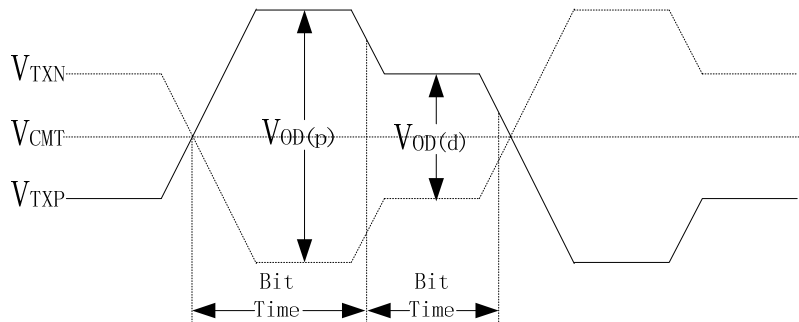 VTXN
VCMT
VTXP
VOD(p)
VOD(d)
Bit
Time
Bit
Time